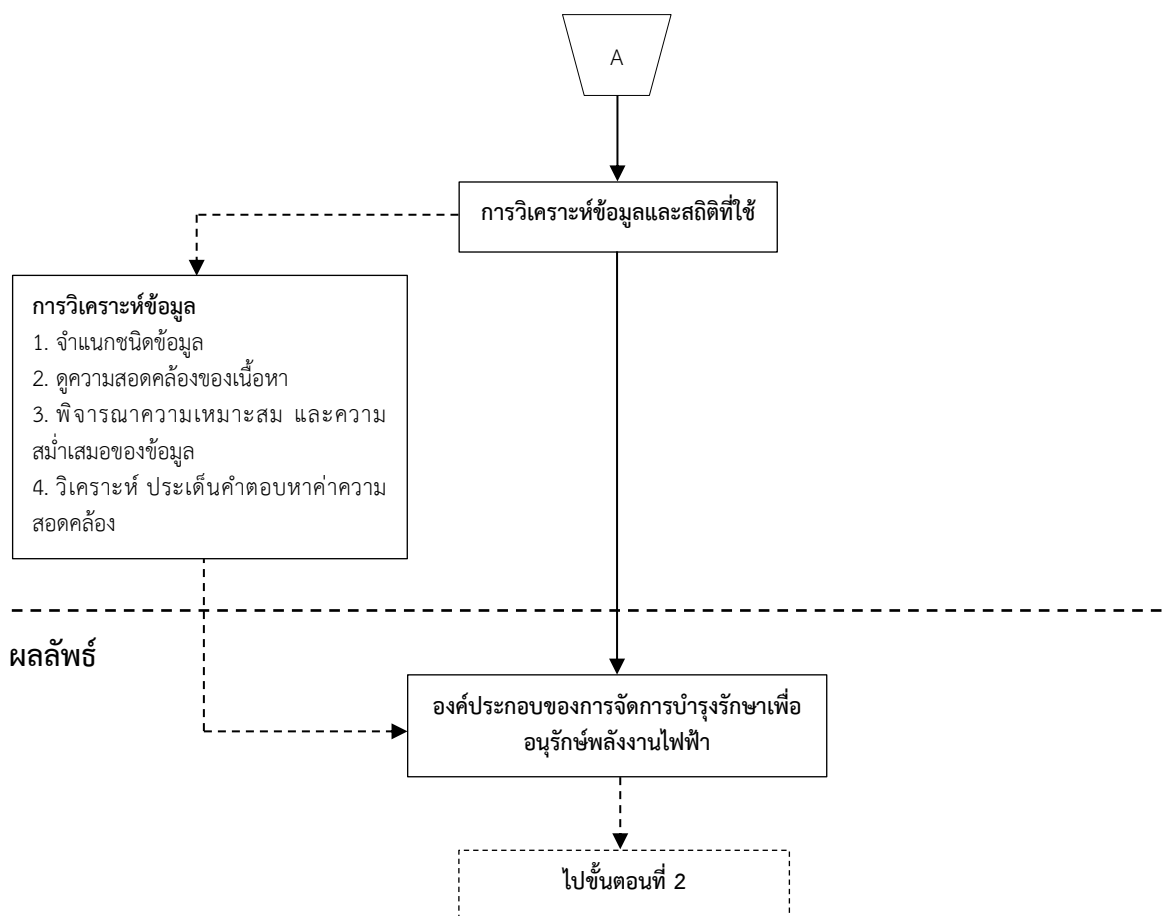 A
การวิเคราะห์ข้อมูลและสถิติที่ใช้
การวิเคราะห์ข้อมูล
1. จำแนกชนิดข้อมูล
2. ดูความสอดคล้องของเนื้อหา
3. พิจารณาความเหมาะสม และความ
สม่ำเสมอของข้อมูล
4. วิเคราะห์ ประเด็นคำตอบหาค่าความ
สอดคล้อง
ผลลัพธ์
องค์ประกอบของการจัดการบำรุงรักษาเพื่อ
อนุรักษ์พลังงานไฟฟ้า
ไปขั้นตอนที่ 2